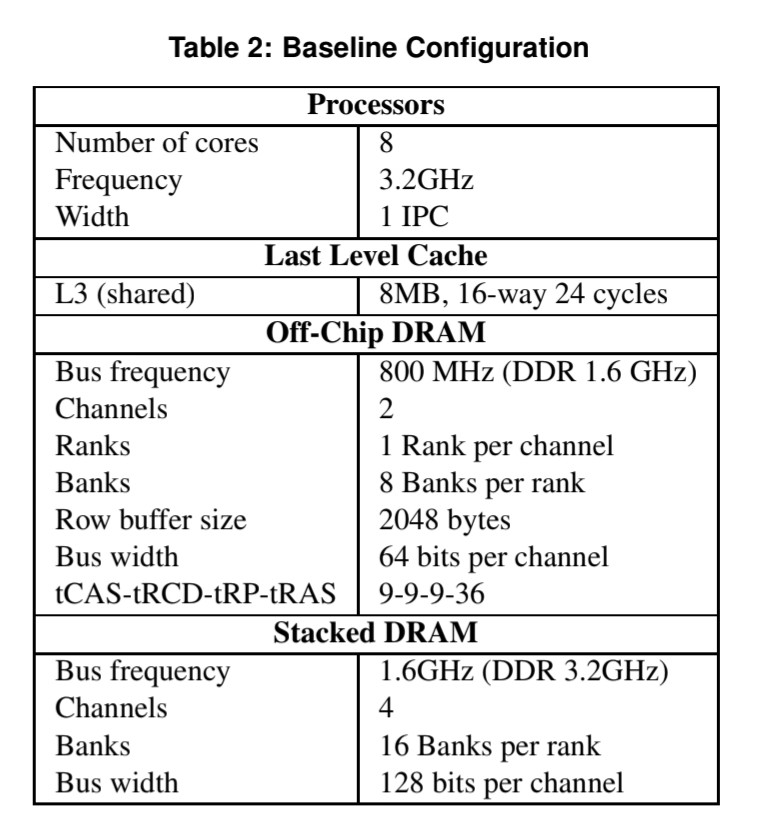 Table 2: Baseline Configuration
Processors
Number of cores 8
Frequency 3.2GHz
Width 1 IPC
Last Level Cache
L3 (shared) 8MB, 16-way 24 cycles
Off-Chip DRAM
Bus frequency 800 MHz (DDR 1.6 GHz)
Channels 2
Ranks 1 Rank per channel
Banks 8 Banks per rank
Row buffer size 2048 bytes
Bus width 64 bits per channel
tCAS-tRCD-tRP-tRAS 9-9-9-36
Stacked DRAM
Bus frequency 1.6GHz (DDR 3.2GHz)
Channels 4
Banks 16 Banks per rank
Bus width 128 bits per channel